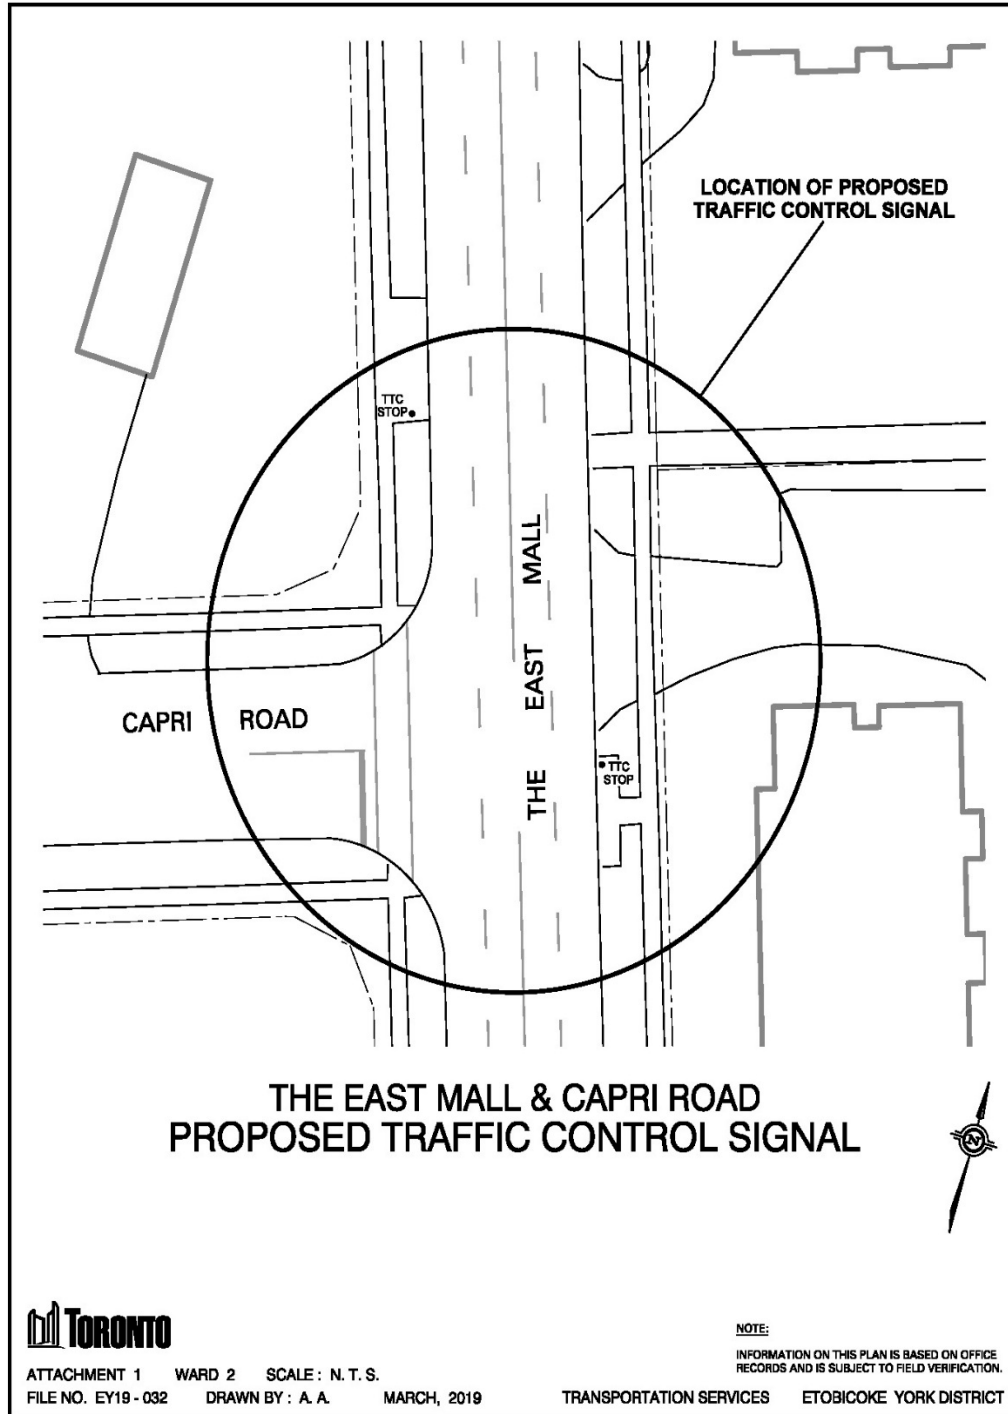 LOCATION OF PROPOSED
TRAFFIC CONTROL SIGNAL
TTC
STOP
THE EAST MALL
CAPRI ROAD
TTC
STOP
THE EAST MALL & CAPRI ROAD
PROPOSED TRAFFIC CONTROL SIGNAL
N
TORONTO
NOTE:
INFORMATION ON THIS PLAN IS BASED ON OFFICE
RECORDS AND IS SUBJECT TO FIELD VERIFICATION.
ATTACHMENT 1 WARD 2 SCALE : N. T. S.
FILE NO. EY19 - 032 DRAWN BY : A. A. MARCH, 2019 TRANSPORTATION SERVICES ETOBICOKE YORK DISTRICT